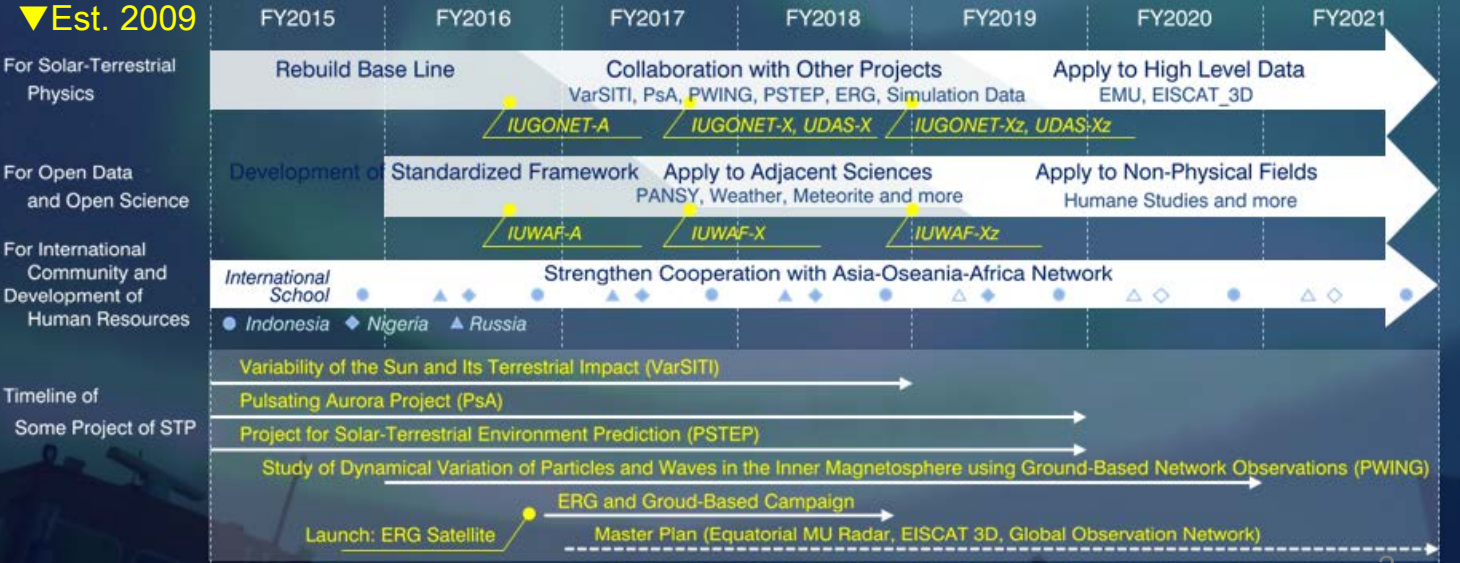 ▼Est. 2009
FY2015 FY2016 FY2017 FY2018 FY2019 FY2020 FY2021
For Solar-Terrestrial
Physics
Rebuild Base Line
Collaboration with Other Projects
VarSITI, PsA, PWING, PSTEP, ERG, Simulation Data
Apply to High Level Data
EMU, EISCAT_3D
IUGONET-A
IUGONET-X, UDAS-X
IUGONET-Xz, UDAS-Xz
For Open Data
and Open Science
Development of Standardized Framework
Apply to Adjacent Sciences
PANSY, Weather, Meteorite and more
Apply to Non-Physical Fields
Humane Studies and more
IUWAF-A
IUWAF-X
IUWAF-Xz
For International
Community and
Development of
Human Resources
International
School
Strengthen Cooperation with Asia-Oseania-Africa Network
● Indonesia ◆ Nigeria ▲ Russia
Timeline of
Some Project of STP
Variability of the Sun and Its Terrestrial Impact (VarSITI)
Pulsating Aurora Project (PsA)
Project for Solar-Terrestrial Environment Prediction (PSTEP)
Study of Dynamical Variation of Particles and Waves in the Inner Magnetosphere using Ground-Based Network Observations (PWING)
ERG and Groud-Based Campaign
Launch: ERG Satellite
Master Plan (Equatorial MU Radar, EISCAT 3D, Global Observation Network)